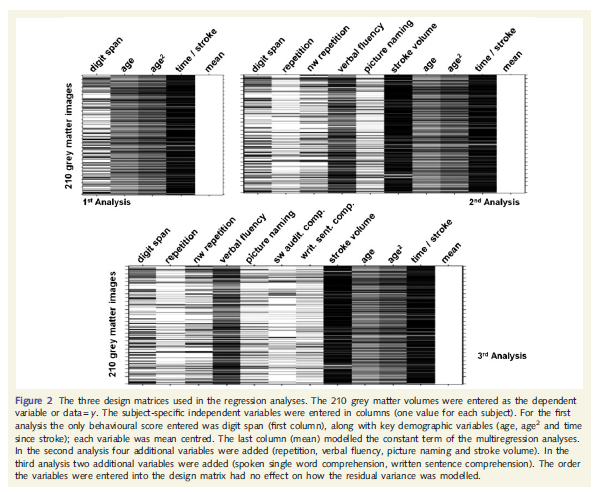 digit span
age
age²
time / stroke
mean
210 grey matter images
1st Analysis
digit span
repetition
nw repetition
verbal fluency
picture naming
stroke volume
age
age²
time / stroke
mean
2nd Analysis
digit span
repetition
nw repetition
verbal fluency
picture naming
sw audit. comp.
writ. sent. comp.
stroke volume
age
age²
time / stroke
mean
210 grey matter images
3rd Analysis
Figure 2 The three design matrices used in the regression analyses. The 210 grey matter volumes were entered as the dependent
variable or data = y. The subject-specific independent variables were entered in columns (one value for each subject). For the first
analysis the only behavioural score entered was digit span (first column), along with key demographic variables (age, age² and time
since stroke); each variable was mean centred. The last column (mean) modelled the constant term of the multiregression analyses.
In the second analysis four additional variables were added (repetition, verbal fluency, picture naming and stroke volume). In the
third analysis two additional variables were added (spoken single word comprehension, written sentence comprehension). The order
the variables were entered into the design matrix had no effect on how the residual variance was modelled.